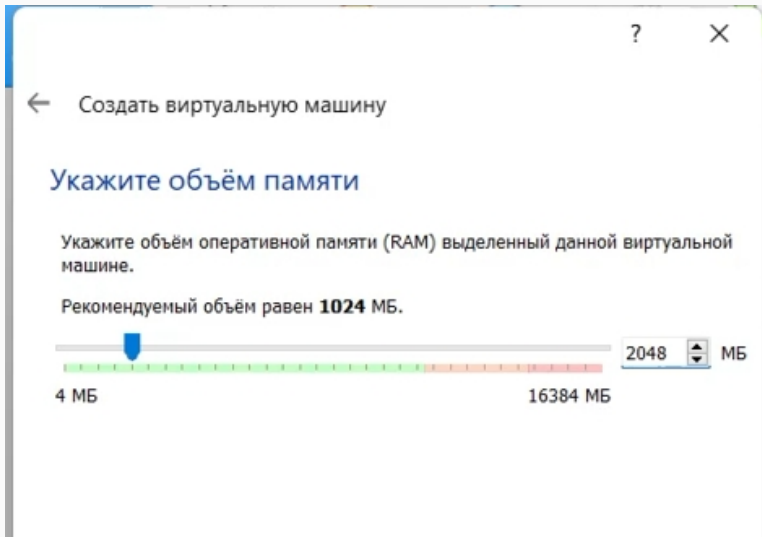 ?
Создать виртуальную машину
Укажите объём памяти
Укажите объём оперативной памяти (RAM) выделенный данной виртуальной
машине.
Рекомендуемый объём равен 1024 МБ.
2048 МБ
4 МБ 16384 МБ